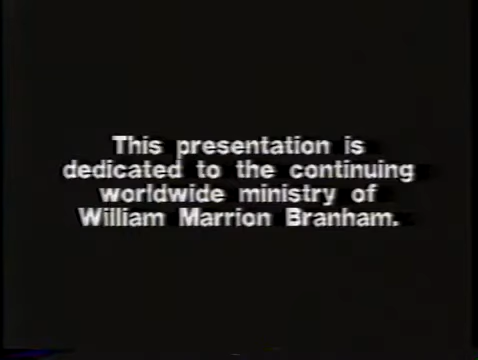 This presentation is
dedicated to the continuing
worldwide ministry of
William Marrion Branham.